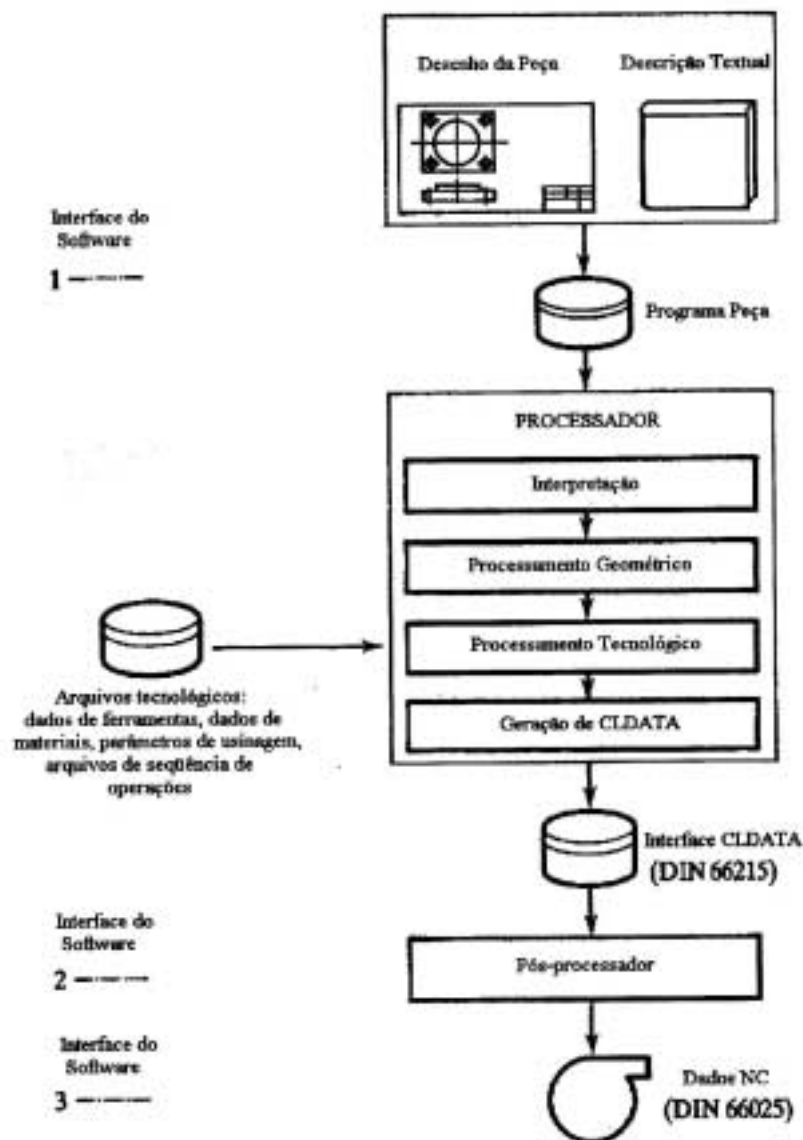 Desenho da Peça
Descrição Textual
Interface do
Software
1
Programa Peça
PROCESSADOR
Interpretação
Processamento Geométrico
Processamento Tecnológico
Geração de CLDATA
Arquivos tecnológicos:
dados de ferramentas, dados de
materiais, parâmetros de usinagem,
arquivos de seqüência de
operações
Interface CLDATA
(DIN 66215)
Interface do
Software
2
Pós-processador
Interface do
Software
3
Dados NC
(DIN 66025)